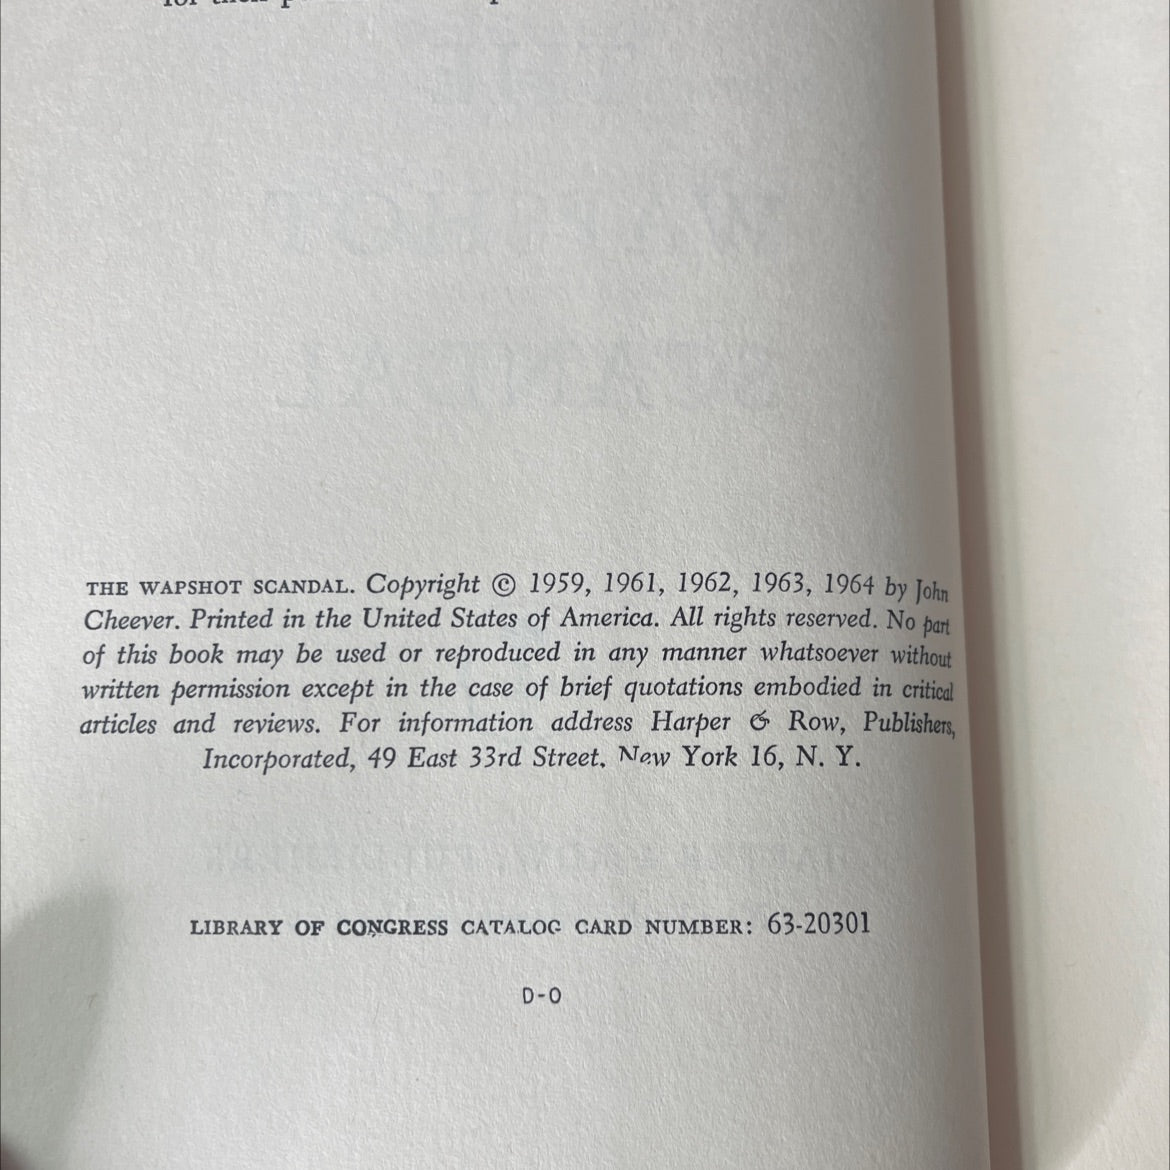 THE WAPSHOT SCANDAL. Copyright © 1959, 1961, 1962, 1963, 1964 by John
Cheever. Printed in the United States of America. All rights reserved. No part
of this book may be used or reproduced in any manner whatsoever without
written permission except in the case of brief quotations embodied in critical
articles and reviews. For information address Harper & Row, Publishers,
Incorporated, 49 East 33rd Street, New York 16, N. Y.
LIBRARY OF CONGRESS CATALOG CARD NUMBER: 63-20301
D-O